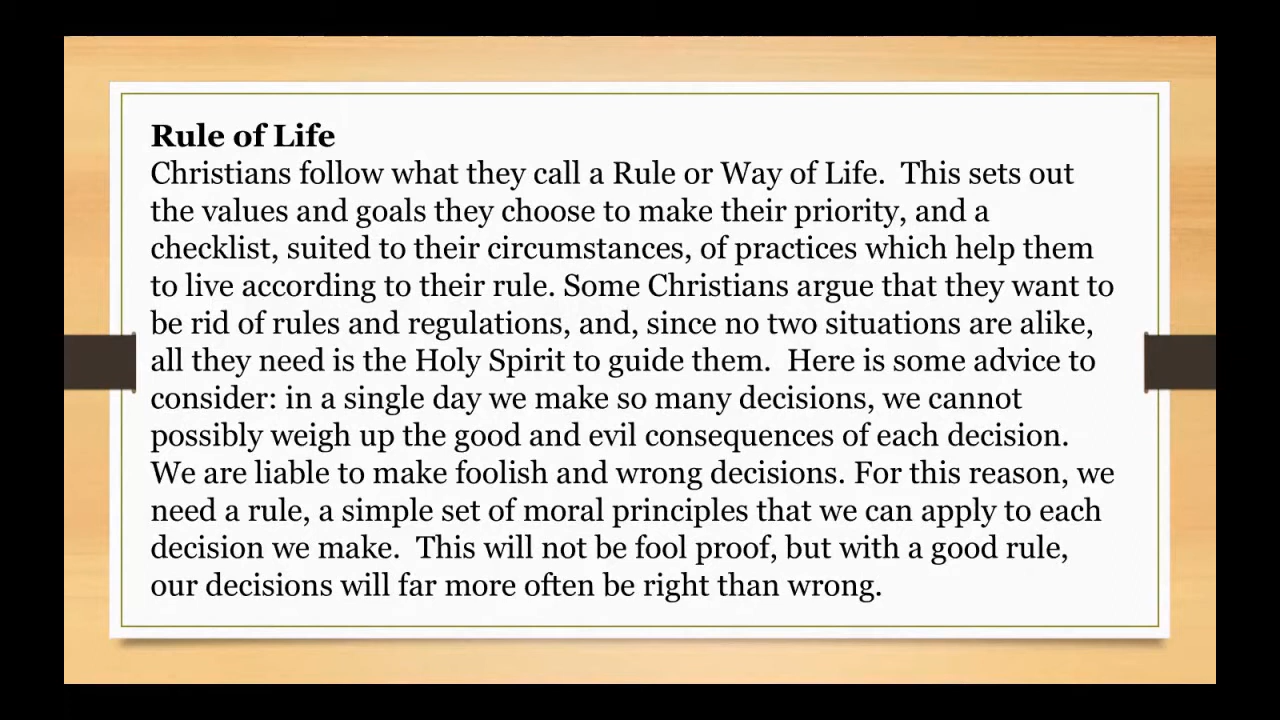 Rule of Life
Christians follow what they call a Rule or Way of Life.  This sets out
the values and goals they choose to make their priority, and a
checklist, suited to their circumstances, of practices which help them
to live according to their rule. Some Christians argue that they want to
be rid of rules and regulations, and, since no two situations are alike,
all they need is the Holy Spirit to guide them.  Here is some advice to
consider: in a single day we make so many decisions, we cannot
possibly weigh up the good and evil consequences of each decision.
We are liable to make foolish and wrong decisions. For this reason, we
need a rule, a simple set of moral principles that we can apply to each
decision we make.  This will not be fool proof, but with a good rule,
our decisions will far more often be right than wrong.